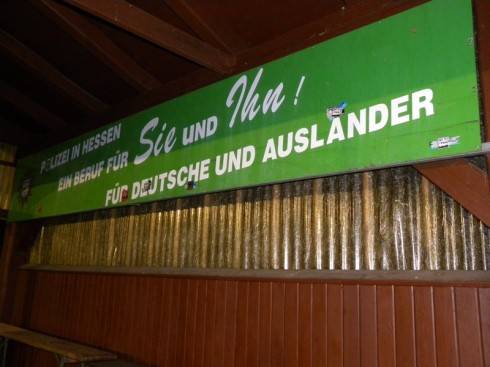 POLIZEI IN HESSEN
EIN BERUF FÜR Sie UND Ihn!
FÜR DEUTSCHE UND AUSLÄNDER